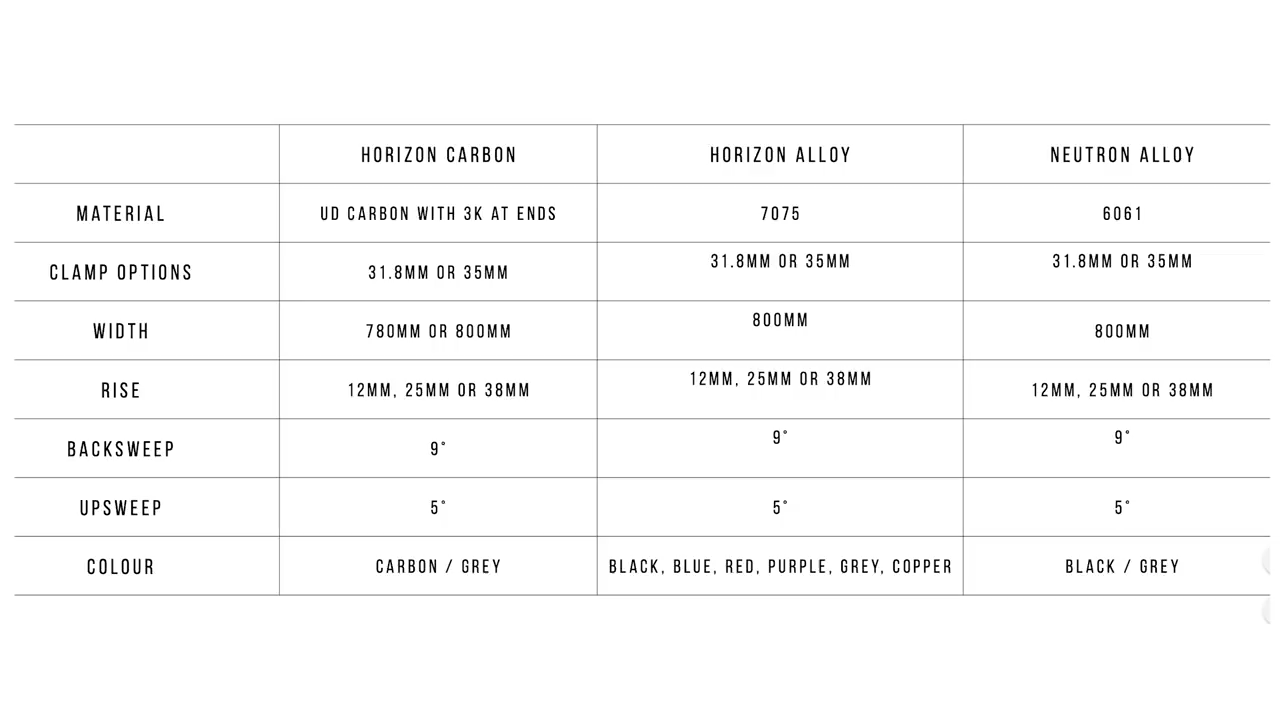 HORIZON CARBON HORIZON ALLOY NEUTRON ALLOY
MATERIAL UD CARBON WITH 3K AT ENDS 7075 6061
CLAMP OPTIONS 31.8MM OR 35MM 31.8MM OR 35MM 31.8MM OR 35MM
WIDTH 780MM OR 800MM 800MM 800MM
RISE 12MM, 25MM OR 38MM 12MM, 25MM OR 38MM 12MM, 25MM OR 38MM
BACKSWEEP 9° 9° 9°
UPSWEEP 5° 5° 5°
COLOUR CARBON / GREY BLACK, BLUE, RED, PURPLE, GREY, COPPER BLACK / GREY